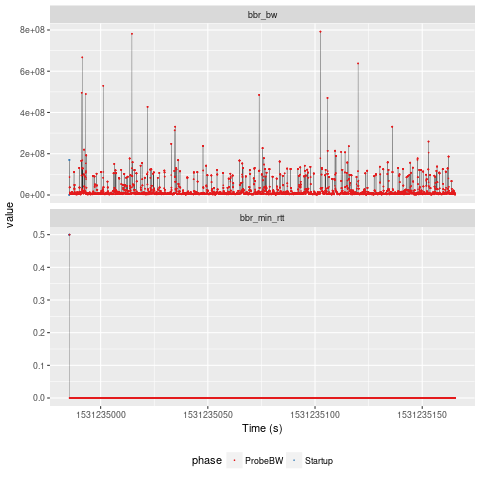 bbr_bw
8e+08
6e+08
4e+08
2e+08
0e+00
value
bbr_min_rtt
0.5
0.4
0.3
0.2
0.1
0.0
1531235000 1531235050 1531235100 1531235150
Time (s)
phase ProbeBW Startup